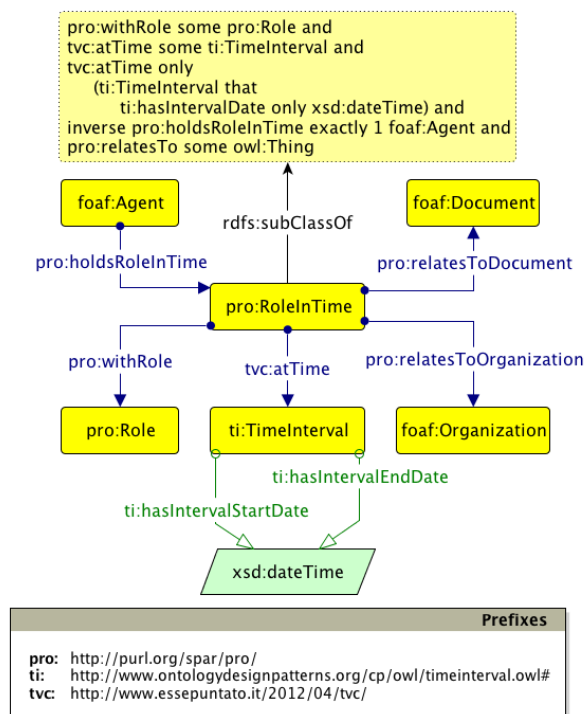 pro:withRole some pro:Role and
tvc:atTime some ti:TimeInterval and
tvc:atTime only
(ti:TimeInterval that
ti:hasIntervalDate only xsd:dateTime) and
inverse pro:holdsRoleInTime exactly 1 foaf:Agent and
pro:relatesTo some owl:Thing
foaf:Agent
foaf:Document
rdfs:subClassOf
pro:holdsRoleInTime
pro:relatesToDocument
pro:RoleInTime
pro:withRole
tvc:atTime
pro:relatesToOrganization
pro:Role
ti:TimeInterval
foaf:Organization
ti:hasIntervalEndDate
ti:hasIntervalStartDate
xsd:dateTime
Prefixes
pro: http://purl.org/spar/pro/
ti: http://www.ontologydesignpatterns.org/cp/owl/timeinterval.owl#
tvc: http://www.essepuntato.it/2012/04/tvc/